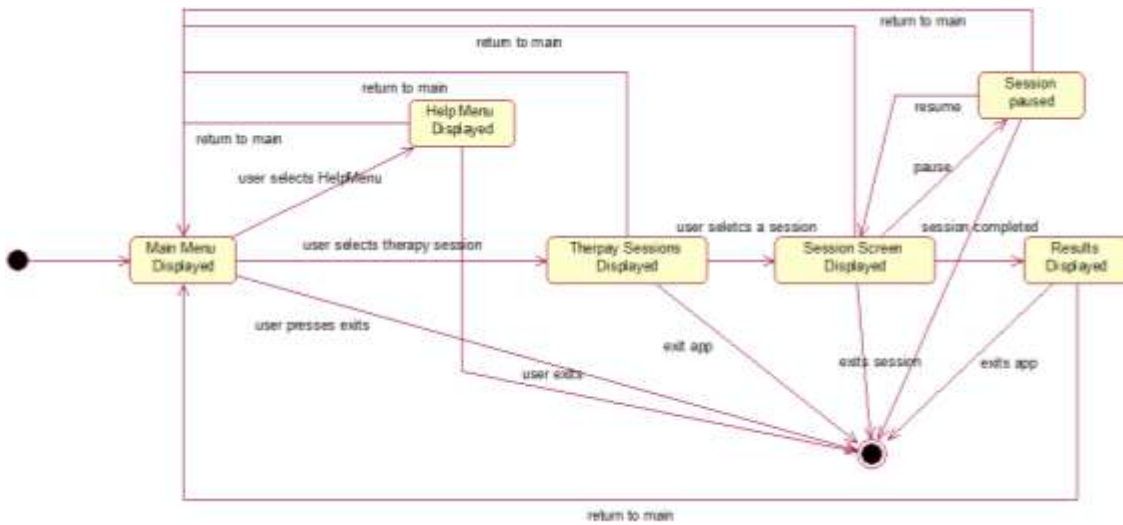 return to main
return to main
return to main
Session
paused
Help Menu
Displayed
resume
return to main
pause
user selects HelpMenu
user seletcs a session
session completed
Main Menu
Displayed
user selects therapy session
Therpay Sessions
Displayed
Session Screen
Displayed
Results
Displayed
user presses exits
exit app
exits session
exits app
user exits
return to main